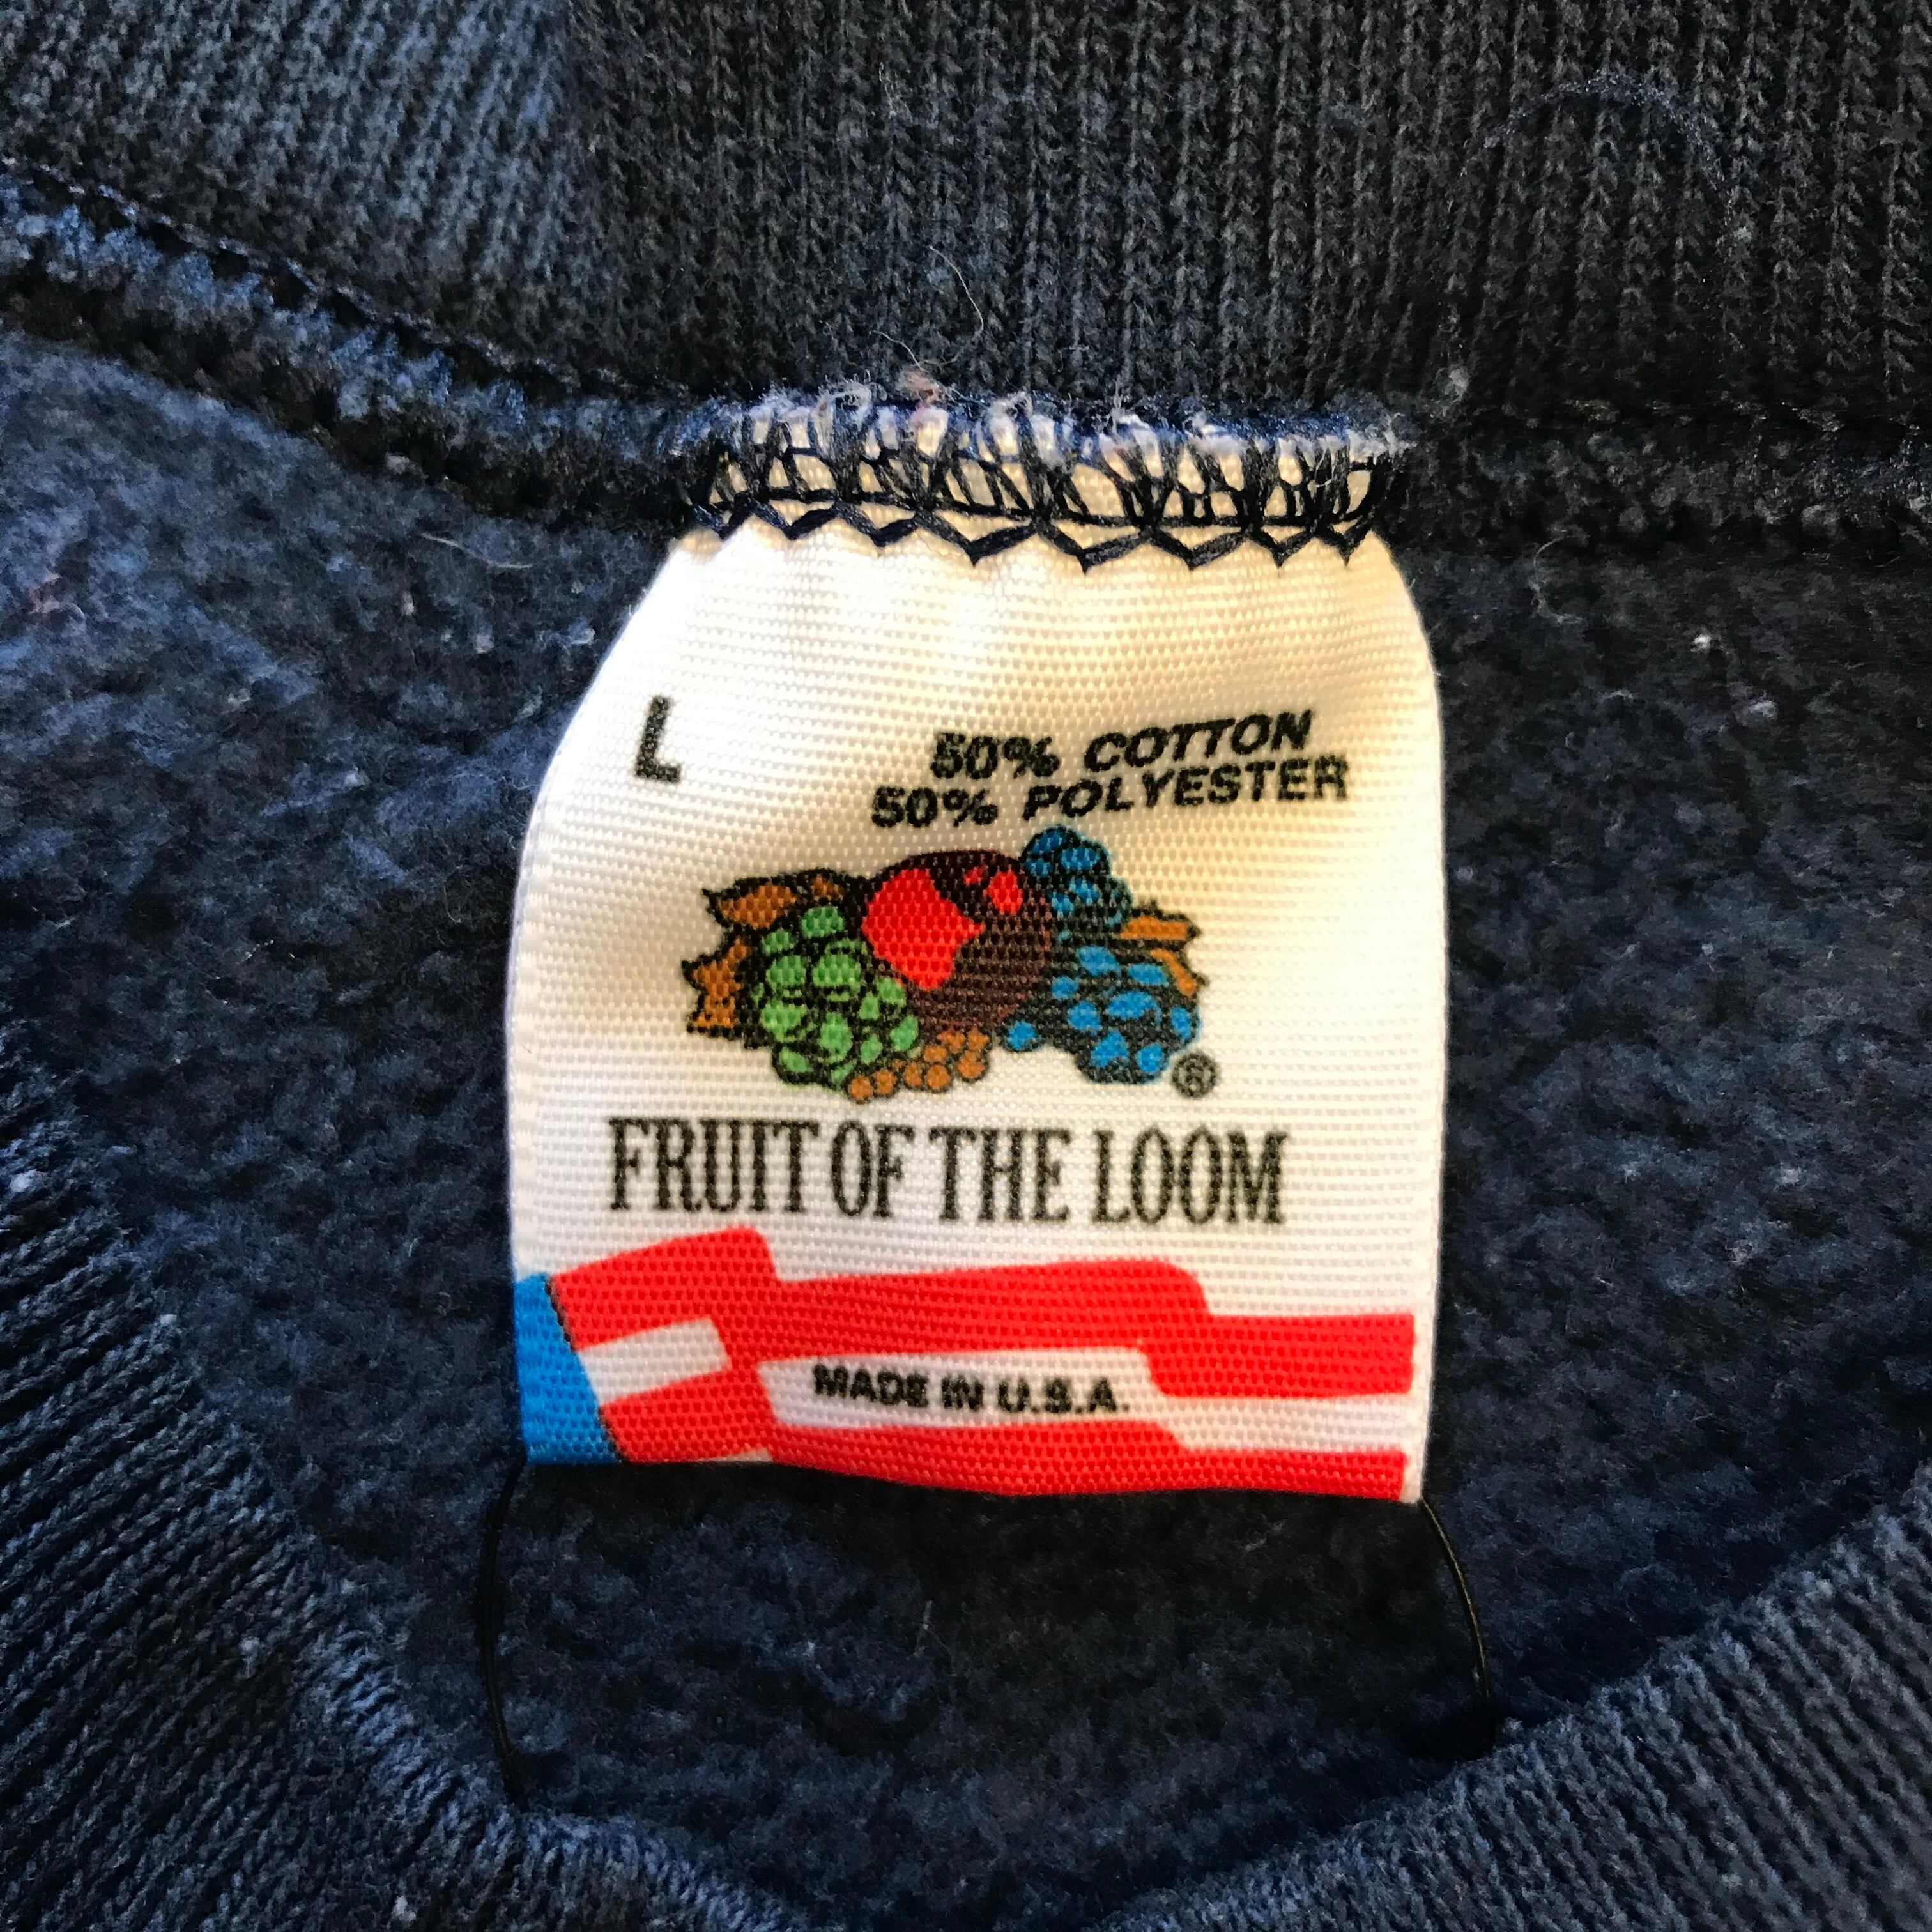 L
50% COTTON
50% POLYESTER
®
FRUIT OF THE LOOM
MADE IN U.S.A.